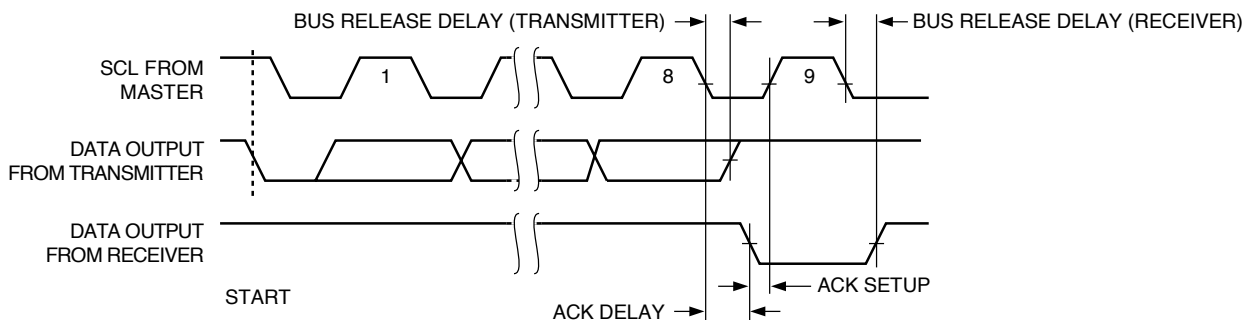 BUS RELEASE DELAY (TRANSMITTER)
BUS RELEASE DELAY (RECEIVER)
SCL FROM
MASTER
1
8
9
DATA OUTPUT
FROM TRANSMITTER
DATA OUTPUT
FROM RECEIVER
START
ACK SETUP
ACK DELAY